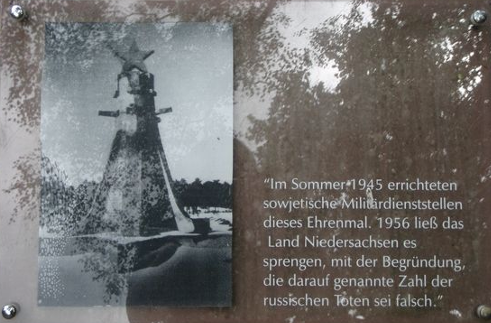 "Im Sommer 1945 errichteten
sowjetische Militärdienststellen
dieses Ehrenmal. 1956 ließ das
Land Niedersachsen es
sprengen, mit der Begründung,
die darauf genannte Zahl der
russischen Toten sei falsch."